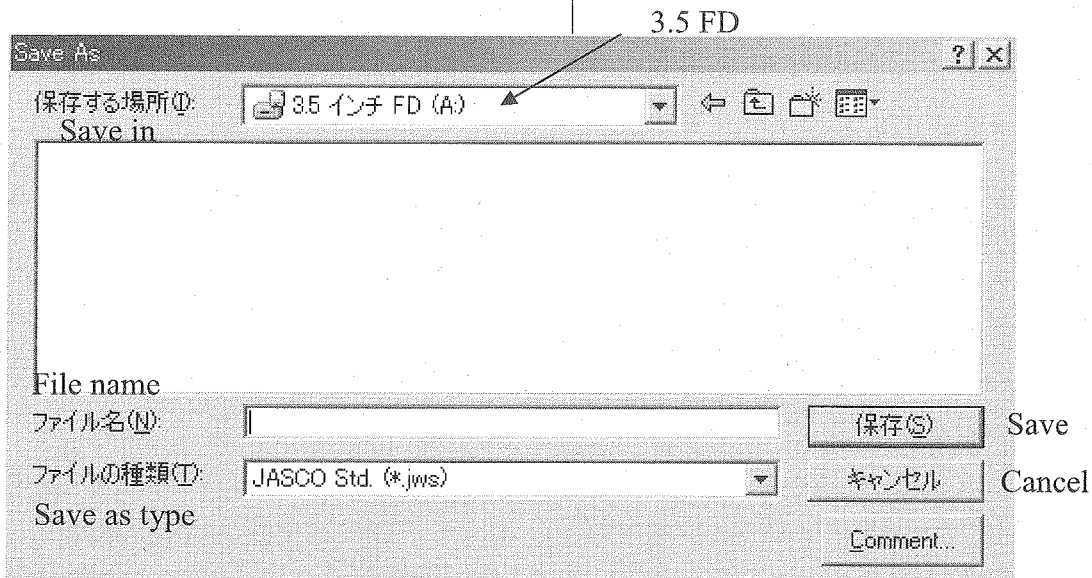 3.5 FD
Save As
保存する場所(I): 3.5 インチ FD (A:)
Save in
File name
ファイル名(N): 保存(S) Save
ファイルの種類(T): JASCO Std. (*.jws) キャンセル Cancel
Save as type
Comment...